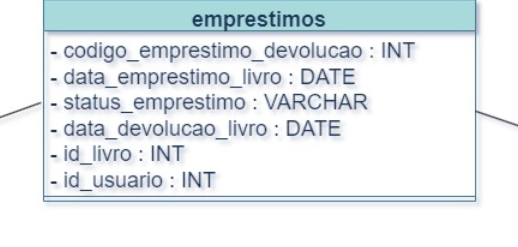 emprestimos
- codigo_emprestimo_devolucao : INT
- data_emprestimo_livro : DATE
- status_emprestimo : VARCHAR
- data_devolucao_livro : DATE
- id_livro : INT
- id_usuario : INT